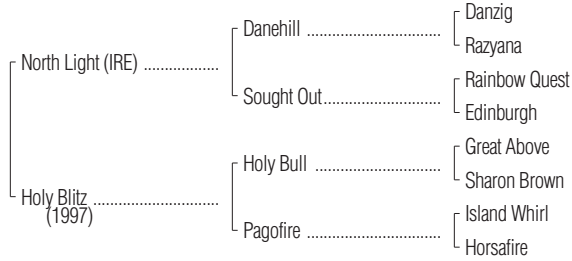 Danzig
Danehill ................................
Razyana
North Light (IRE) ..................
Rainbow Quest
Sought Out............................
Edinburgh
Great Above
Holy Bull ..............................
Sharon Brown
Holy Blitz ..............................
(1997)
Island Whirl
Pagofire ................................
Horsafire